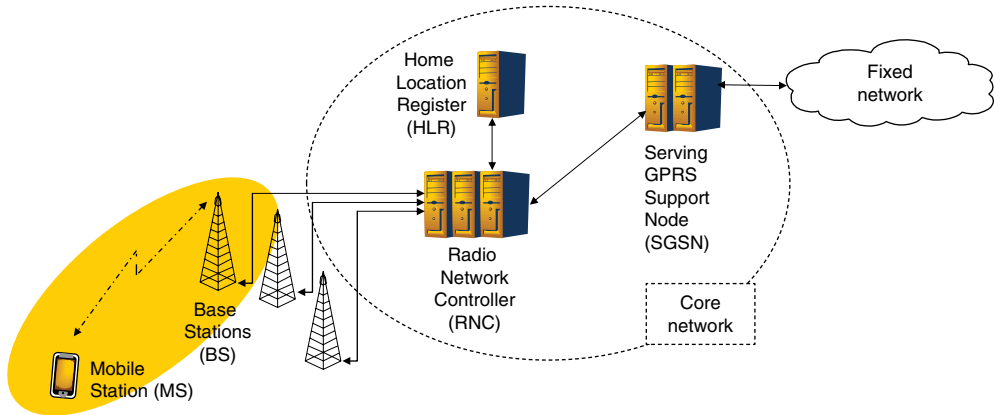 Home
Location
Register
(HLR)
Fixed
network
Serving
GPRS
Support
Node
(SGSN)
Radio
Network
Controller
(RNC)
Core
network
Base
Stations
(BS)
Mobile
Station (MS)